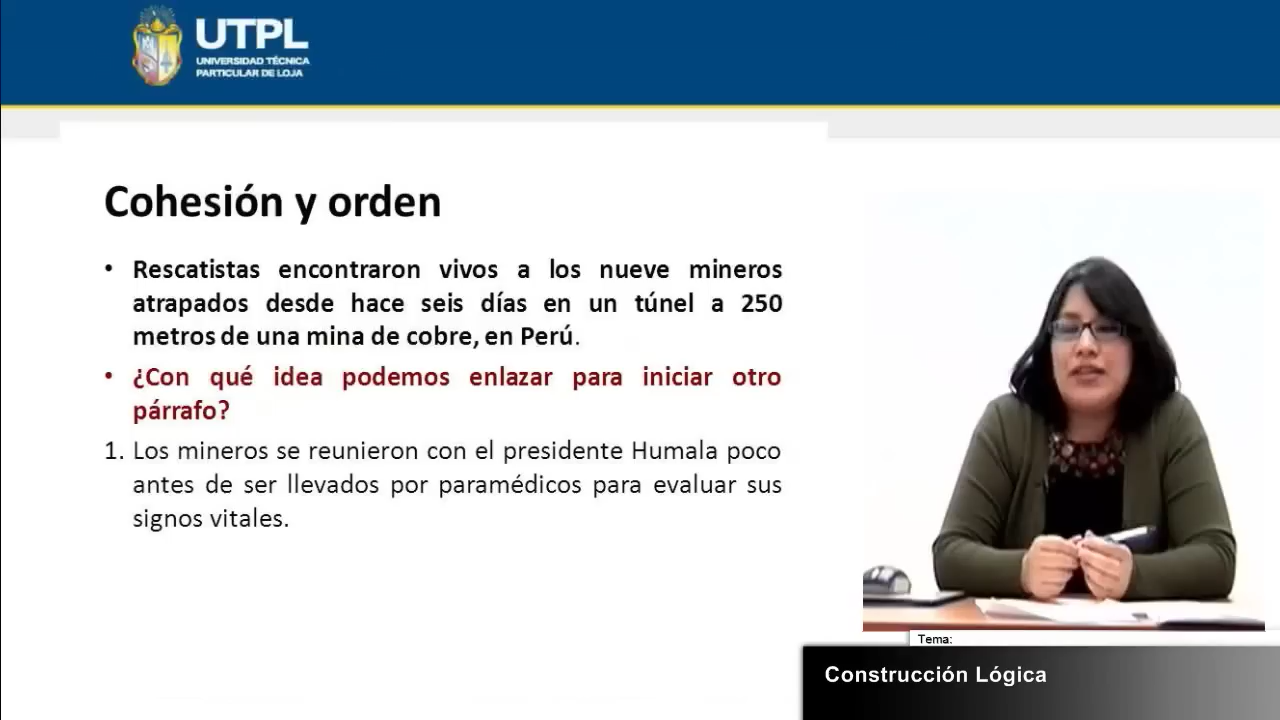 UTPL
UNIVERSIDAD TÉCNICA
PARTICULAR DE LOJA
Cohesión y orden
• Rescatistas encontraron vivos a los nueve mineros
atrapados desde hace seis días en un túnel a 250
metros de una mina de cobre, en Perú.
• ¿Con qué idea podemos enlazar para iniciar otro
párrafo?
1. Los mineros se reunieron con el presidente Humala poco
antes de ser llevados por paramédicos para evaluar sus
signos vitales.
Tema:
Construcción Lógica